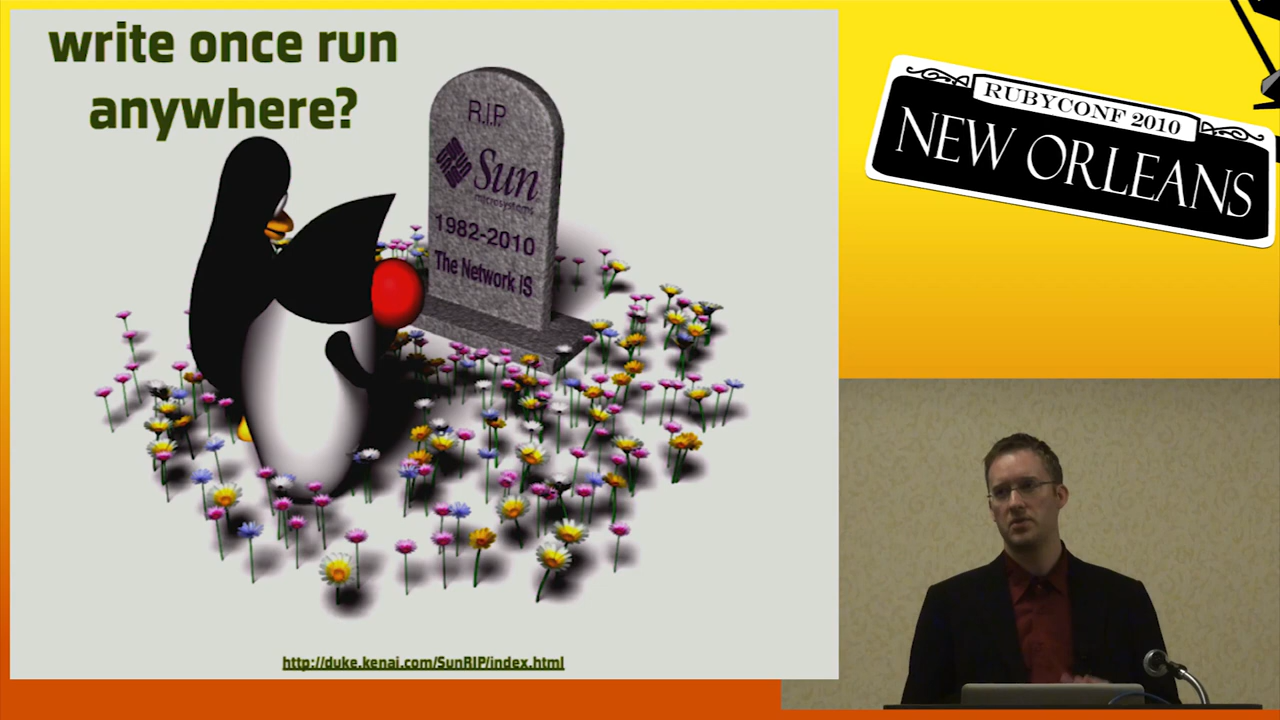 write once run
anywhere?
R.I.P.
Sun
microsystems
1982-2010
The Network IS
http://duke.kenai.com/SunRIP/index.html
RUBYCONF 2010
NEW ORLEANS